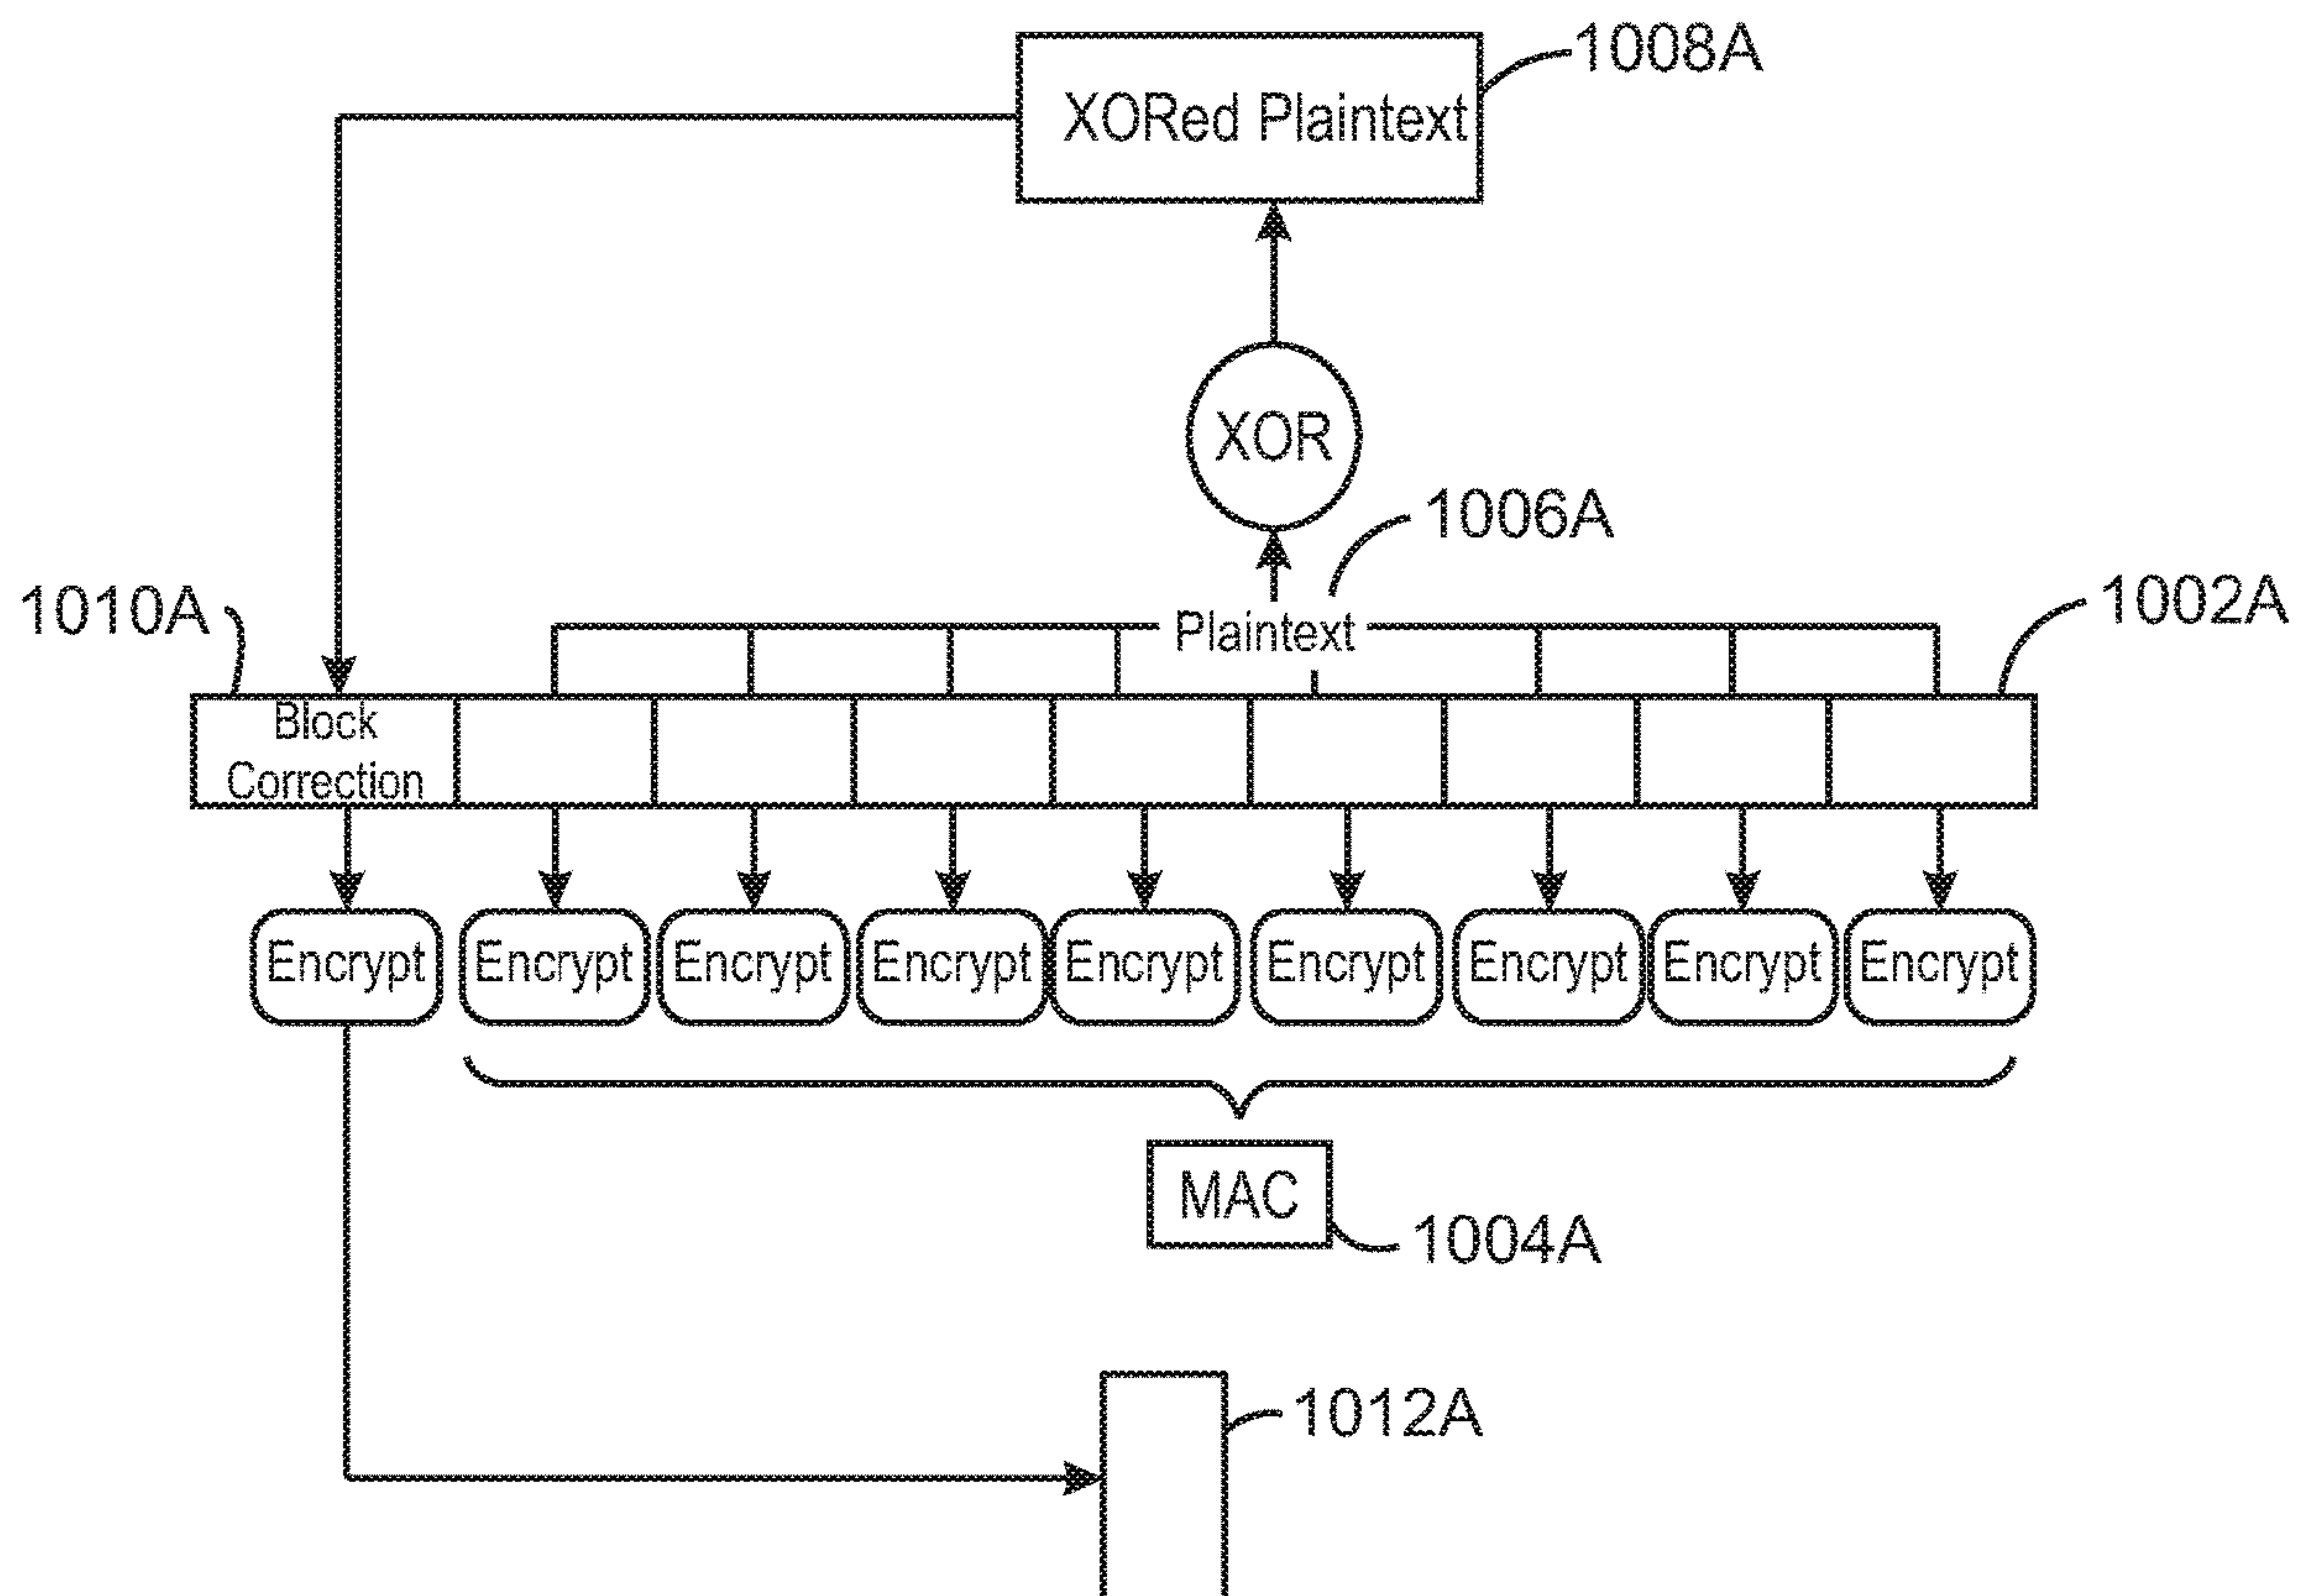 1008A
XORed Plaintext
XOR
1006A
1010A
1002A
Plaintext
Block
Correction
Encrypt Encrypt Encrypt Encrypt Encrypt Encrypt Encrypt Encrypt Encrypt
MAC
1004A
1012A